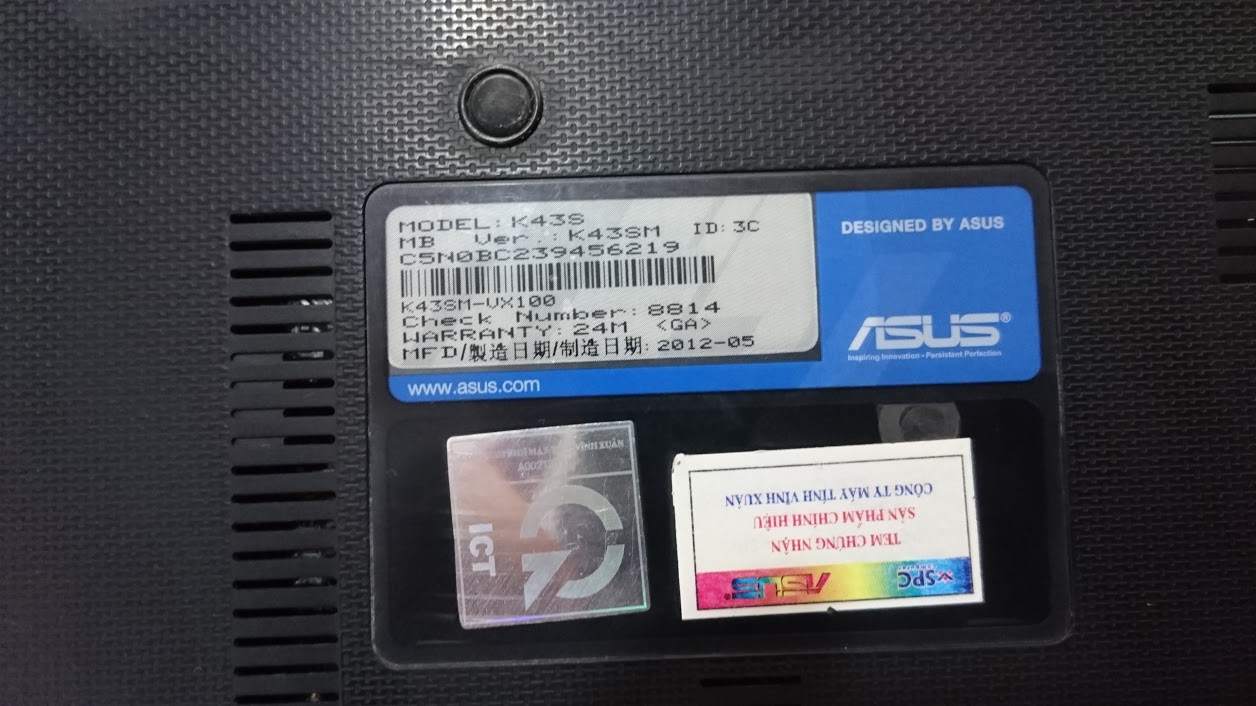 MODEL: K43S
MB Ver.: K43SM ID: 3C
C5N0BC239456219
K43SM-VX100
Check Number: 8814
WARRANTY: 24M <GA>
MFD/製造日期/制造日期: 2012-05
DESIGNED BY ASUS
ASUS®
Inspiring Innovation • Persistent Perfection
www.asus.com
ICT
SPC
ASUS
TEM CHỨNG NHẬN
SẢN PHẨM CHÍNH HIỆU
CÔNG TY MÁY TÍNH VĨNH XUÂN